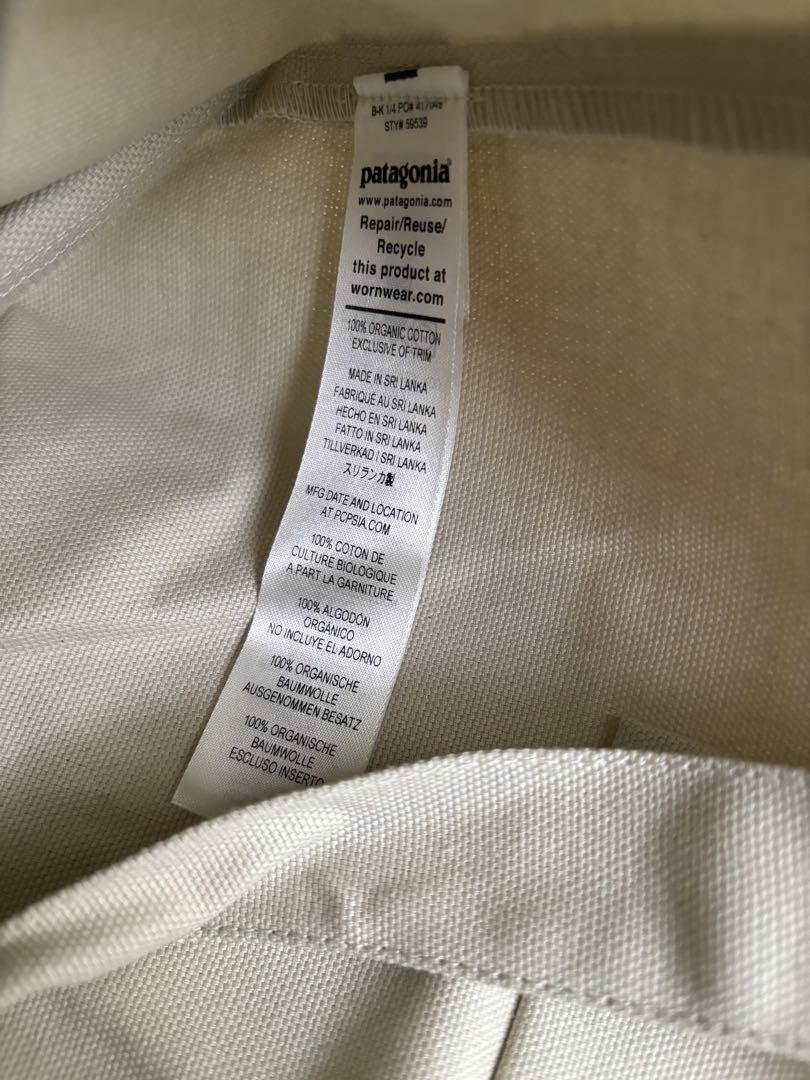 B-K 1/4 PO#
STY# 59539
patagonia®
www.patagonia.com
Repair/Reuse/
Recycle
this product at
wornwear.com
100% ORGANIC COTTON
EXCLUSIVE OF TRIM
MADE IN SRI LANKA
FABRIQUÉ AU SRI LANKA
HECHO EN SRI LANKA
FATTO IN SRI LANKA
TILLVERKAD I SRI LANKA
スリランカ製
MFG DATE AND LOCATION
AT PCPSIA.COM
100% COTON DE
CULTURE BIOLOGIQUE
A PART LA GARNITURE
100% ALGODÓN
ORGÁNICO
NO INCLUYE EL ADORNO
100% ORGANISCHE
BAUMWOLLE
AUSGENOMMEN BESATZ
100% ORGANISCHE
BAUMWOLLE
ESCLUSO INSERTO